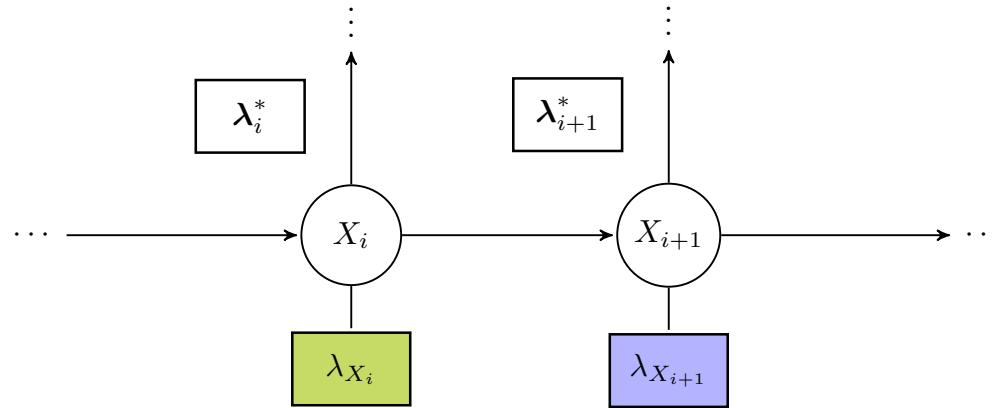 ⋮ ⋮
λ*_i λ*_{i+1}
⋯ X_i X_{i+1} ⋅⋅
λ_{X_i} λ_{X_{i+1}}